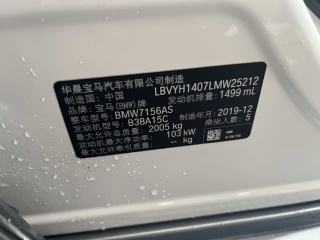 华晨宝马汽车有限公司制造
制造国：中国 LBVYH1407LMW25212
品牌：宝马(BMW)牌 发动机排量：1499 mL
整车型号：BMW7156AS
发动机型号：B38A15C 制造年月：2019-12
最大允许总质量：2005 kg 乘坐人数：5
发动机最大净功率：103 kW
最大允许牵引质量：-- kg